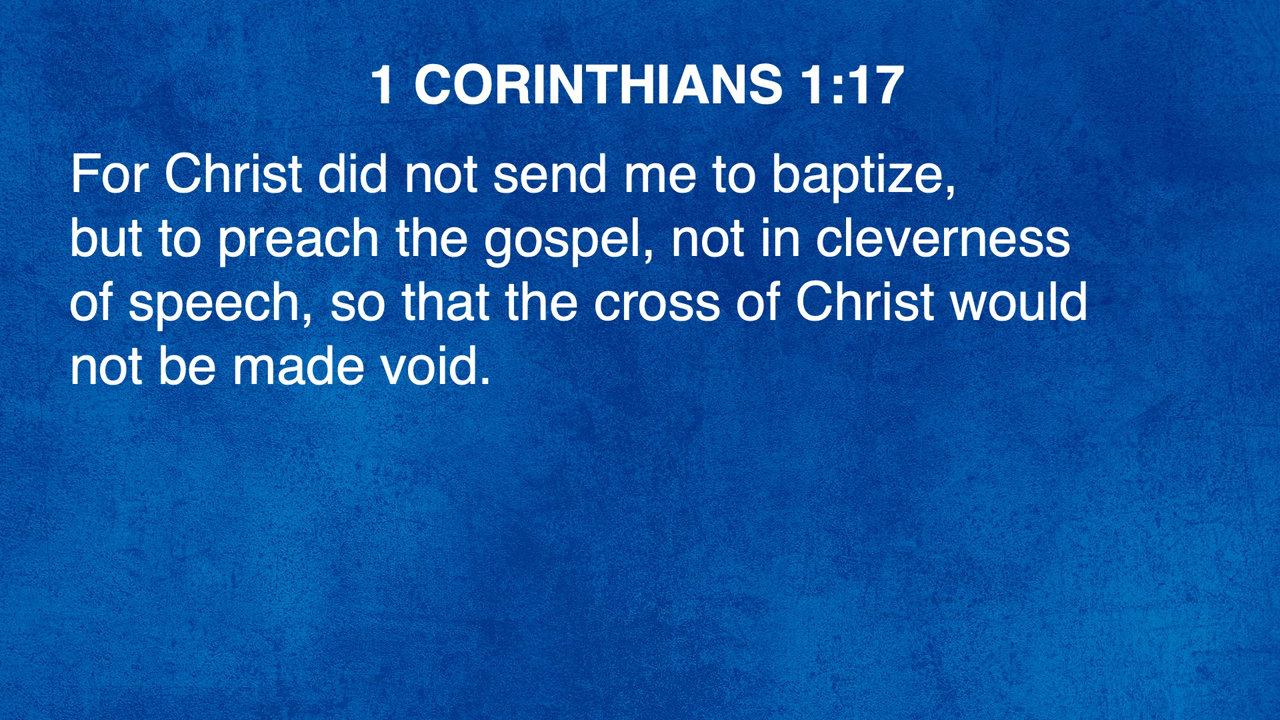 1 CORINTHIANS 1:17
For Christ did not send me to baptize,
but to preach the gospel, not in cleverness
of speech, so that the cross of Christ would
not be made void.